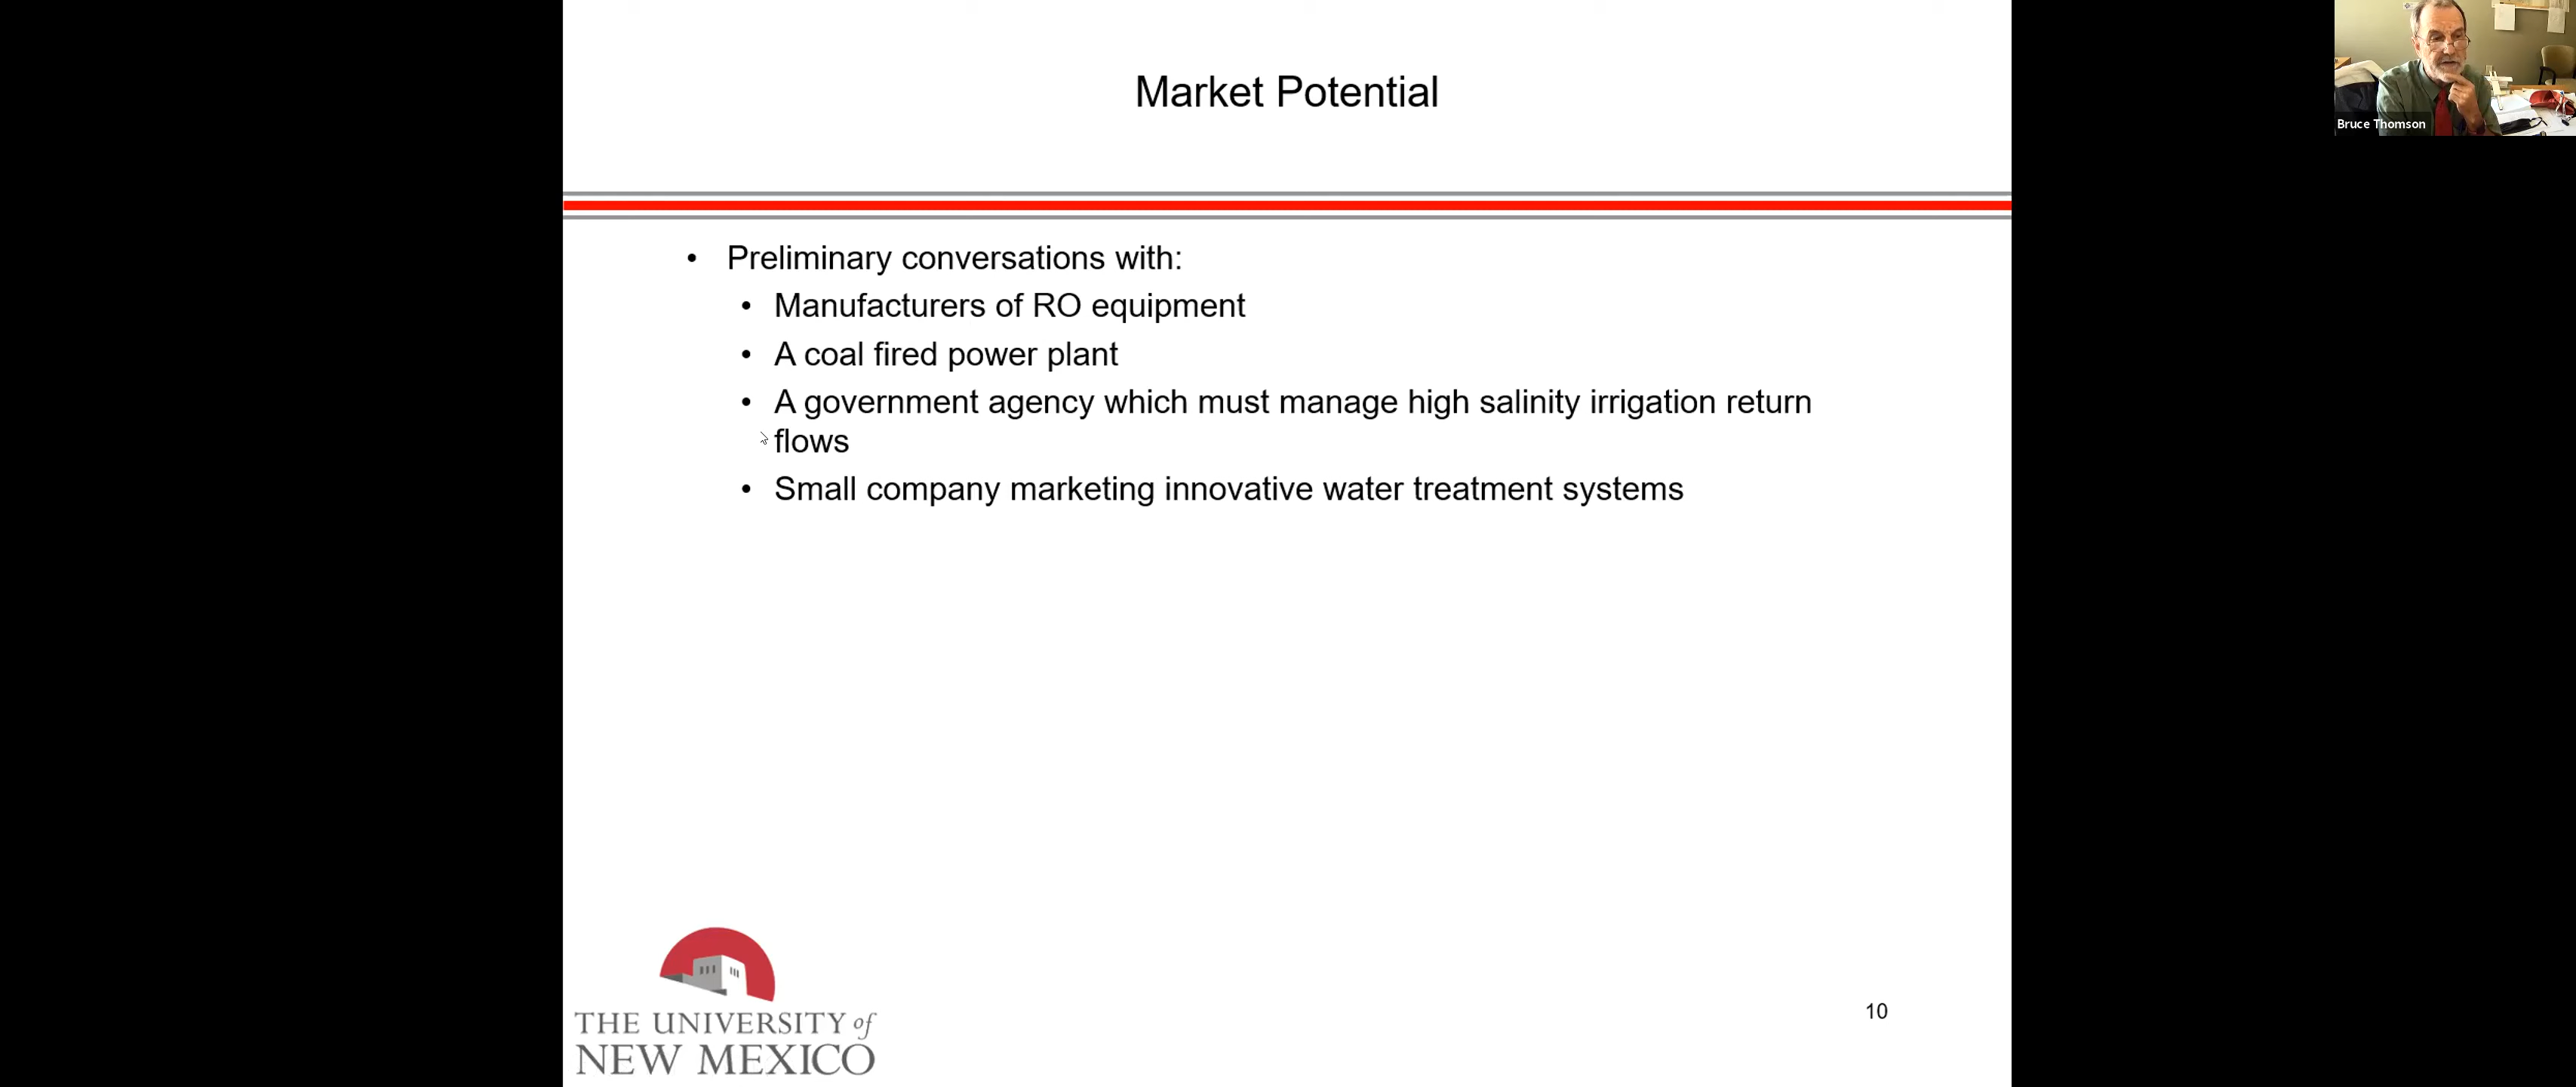 Market Potential
Bruce Thomson
• Preliminary conversations with:
• Manufacturers of RO equipment
• A coal fired power plant
• A government agency which must manage high salinity irrigation return
flows
• Small company marketing innovative water treatment systems
THE UNIVERSITY of
NEW MEXICO
10